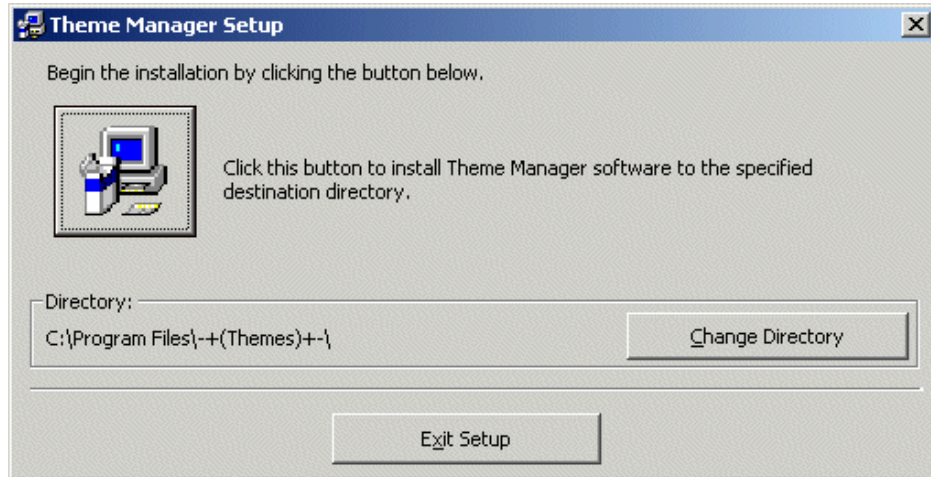 Theme Manager Setup
Begin the installation by clicking the button below.
Click this button to install Theme Manager software to the specified
destination directory.
Directory:
C:\Program Files\-+(Themes)+-\
Change Directory
Exit Setup